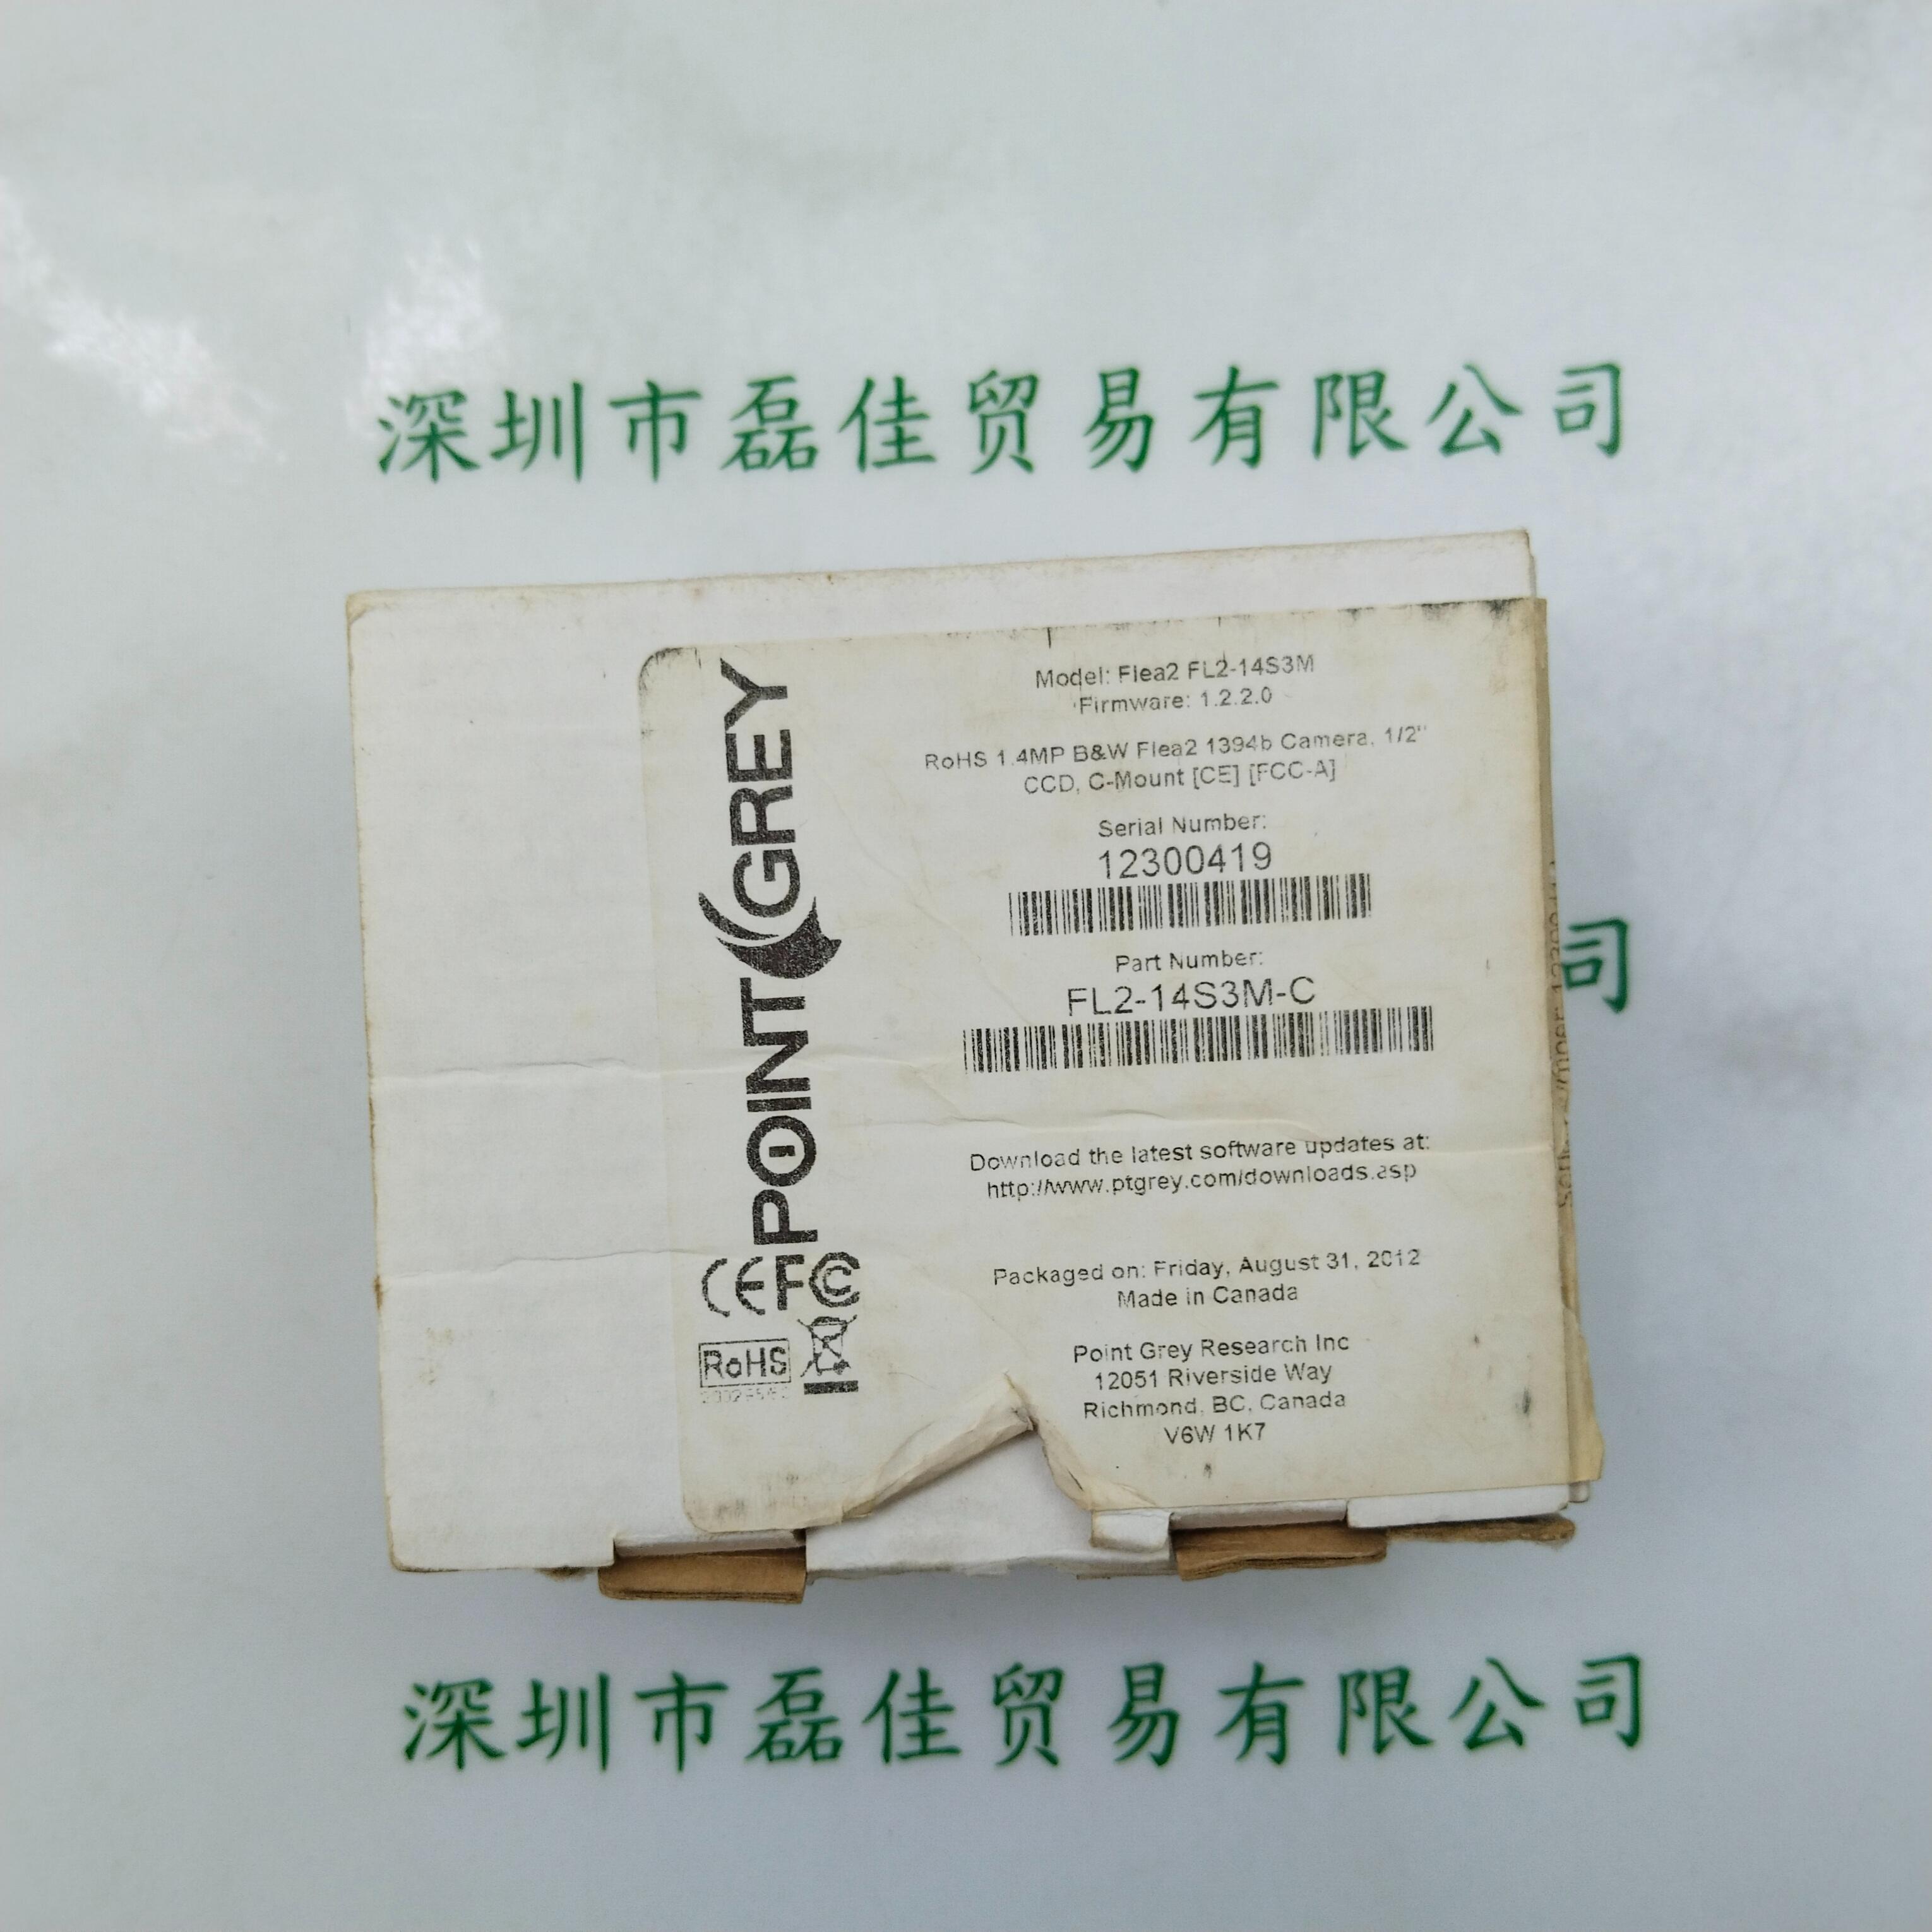 深圳市磊佳贸易有限公司
POINT GREY
Model: Flea2 FL2-14S3M
Firmware: 1.2.2.0
RoHS 1.4MP B&W Flea2 1394b Camera, 1/2"
CCD, C-Mount [CE] [FCC-A]
Serial Number:
12300419
Part Number:
FL2-14S3M-C
司
Download the latest software updates at:
http://www.ptgrey.com/downloads.asp
CE FC
RoHS
Packaged on: Friday, August 31, 2012
Made in Canada
Point Grey Research Inc
12051 Riverside Way
Richmond, BC, Canada
V6W 1K7
深圳市磊佳贸易有限公司